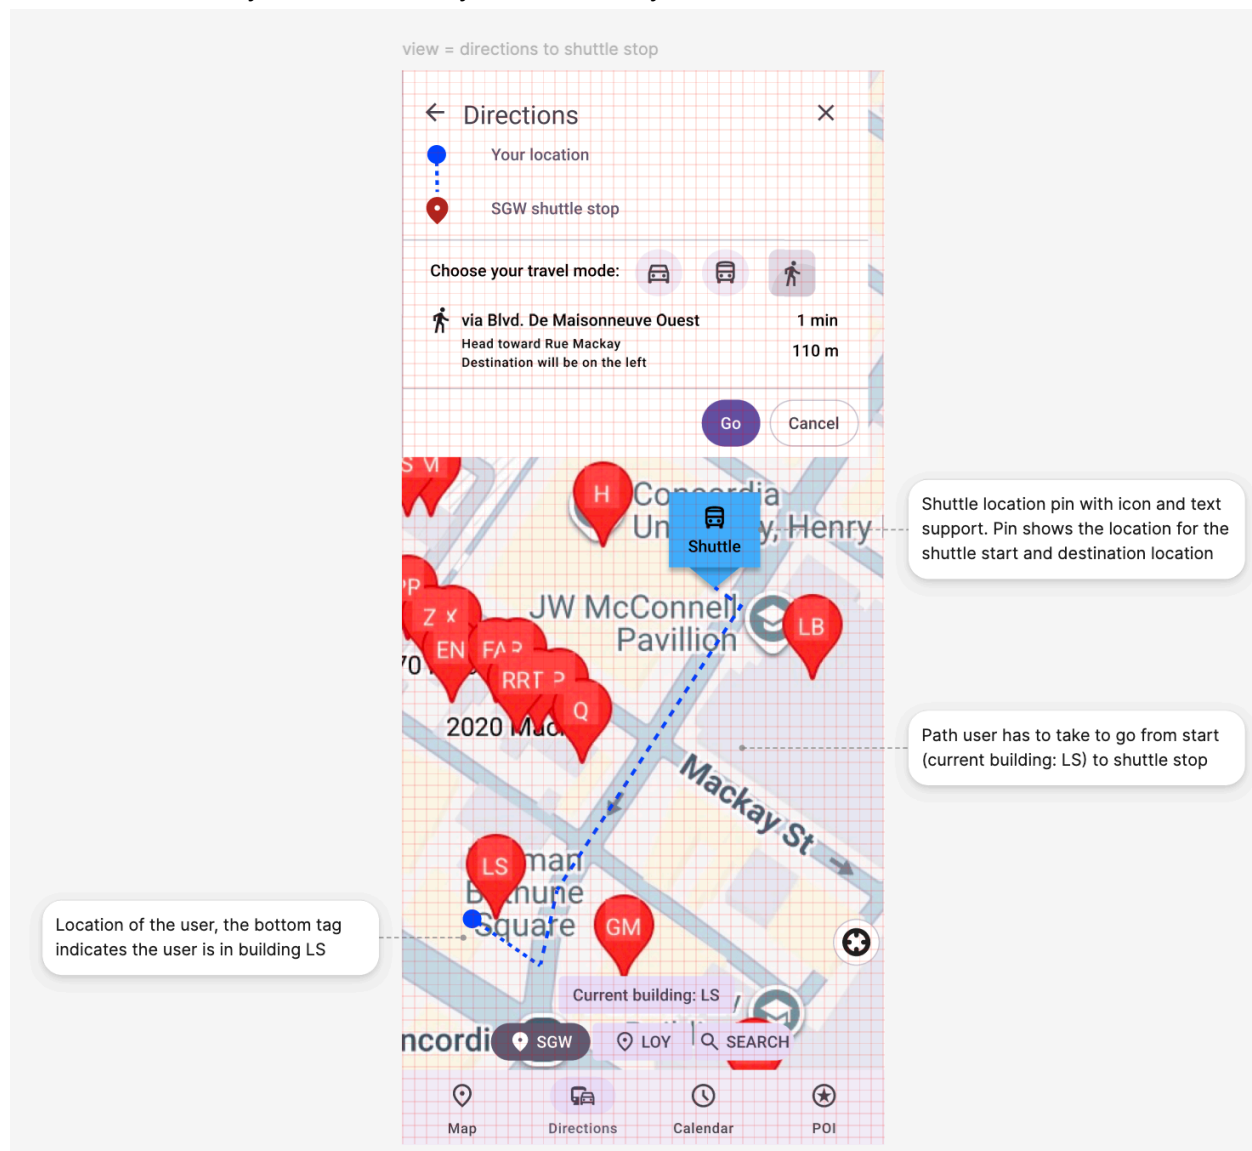 view = directions to shuttle stop
Directions
Your location
SGW shuttle stop
Choose your travel mode:
via Blvd. De Maisonneuve Ouest
1 min
Head toward Rue Mackay
110 m
Destination will be on the left
Go
Cancel
H
Shuttle
Henry
Shuttle location pin with icon and text
support. Pin shows the location for the
shuttle start and destination location
JW McConnell
Pavillion
LB
Z
EN
RRT
P
Q
2020
Path user has to take to go from start
(current building: LS) to shuttle stop
Mackay St
LS
Square
GM
Location of the user, the bottom tag
indicates the user is in building LS
Current building: LS
SGW
LOY
SEARCH
Map
Directions
Calendar
POI